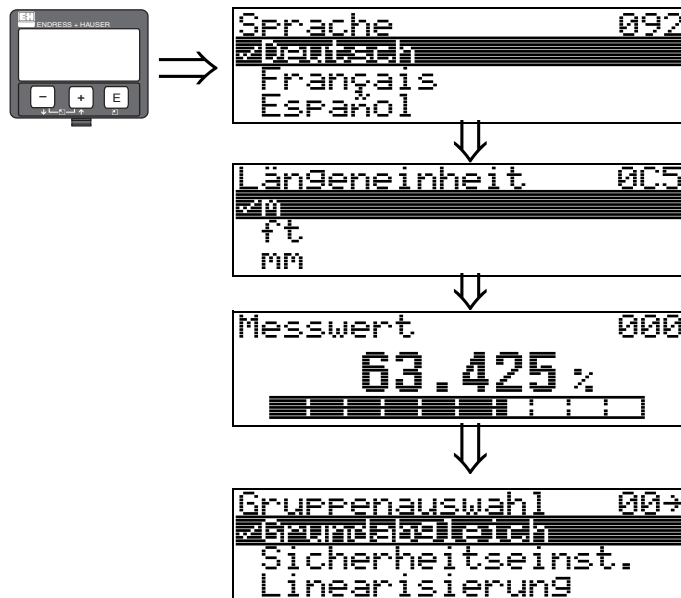 EH
ENDRESS + HAUSER
- + E
Sprache 092
✓Deutsch
Français
Español
Längeneinheit 0C5
✓m
ft
mm
Messwert 000
63.425 %
Gruppenauswahl 00→
✓Grundabgleich
Sicherheitseinst.
Linearisierung